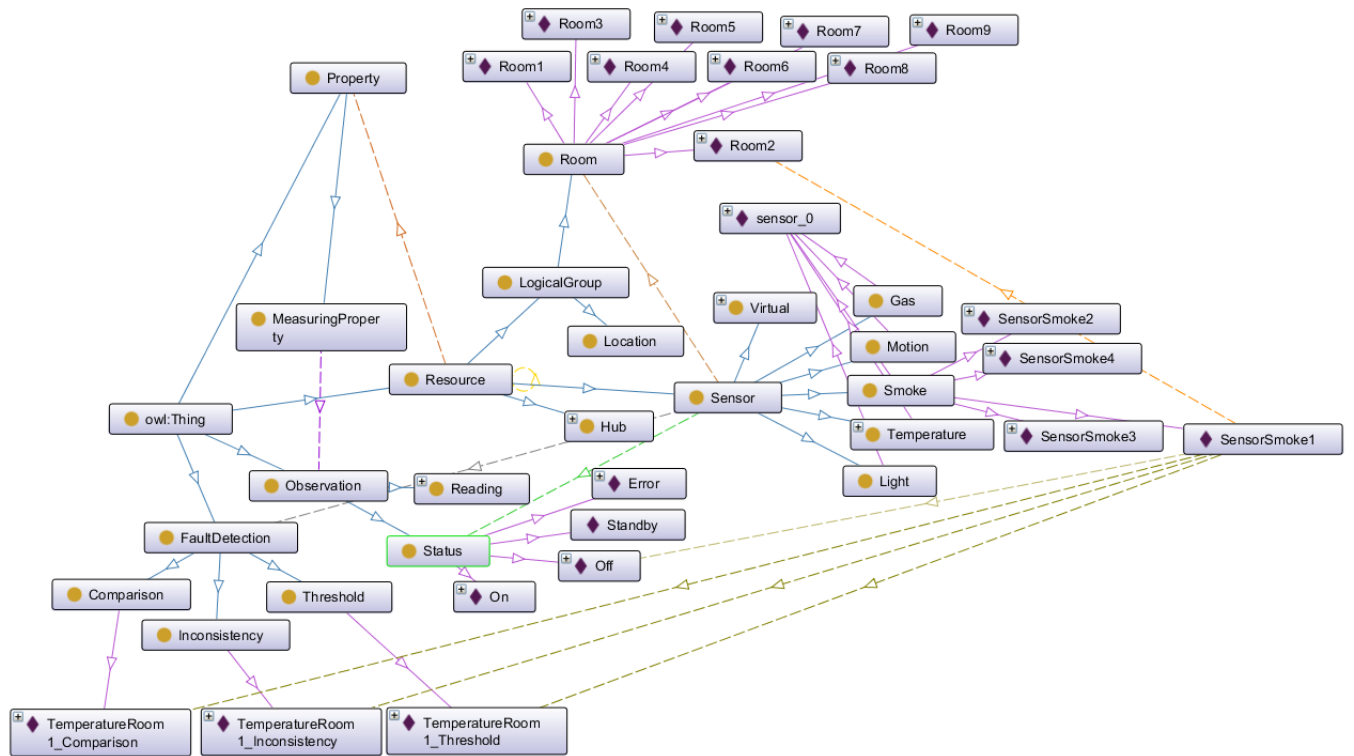 Room3
Room5
Room7
Room9
Room1
Room4
Room6
Room8
Property
Room
Room2
sensor_0
LogicalGroup
Virtual
Gas
MeasuringProper
ty
SensorSmoke2
Location
Motion
SensorSmoke4
Resource
Smoke
Sensor
owl:Thing
Hub
Temperature
SensorSmoke3
SensorSmoke1
Observation
Reading
Error
Light
FaultDetection
Standby
Status
Off
Comparison
Threshold
On
Inconsistency
TemperatureRoom
1_Comparison
TemperatureRoom
1_Inconsistency
TemperatureRoom
1_Threshold